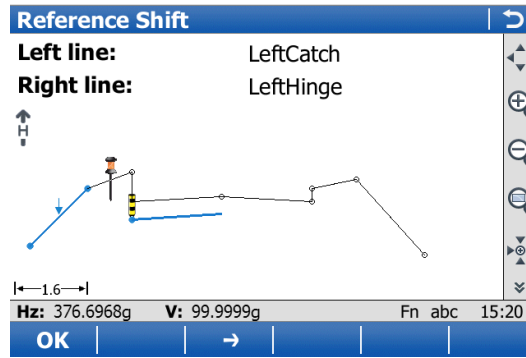 Reference Shift
Left line: LeftCatch
Right line: LeftHinge
H
1.6
Hz: 376.6968g V: 99.9999g Fn abc 15:20
OK